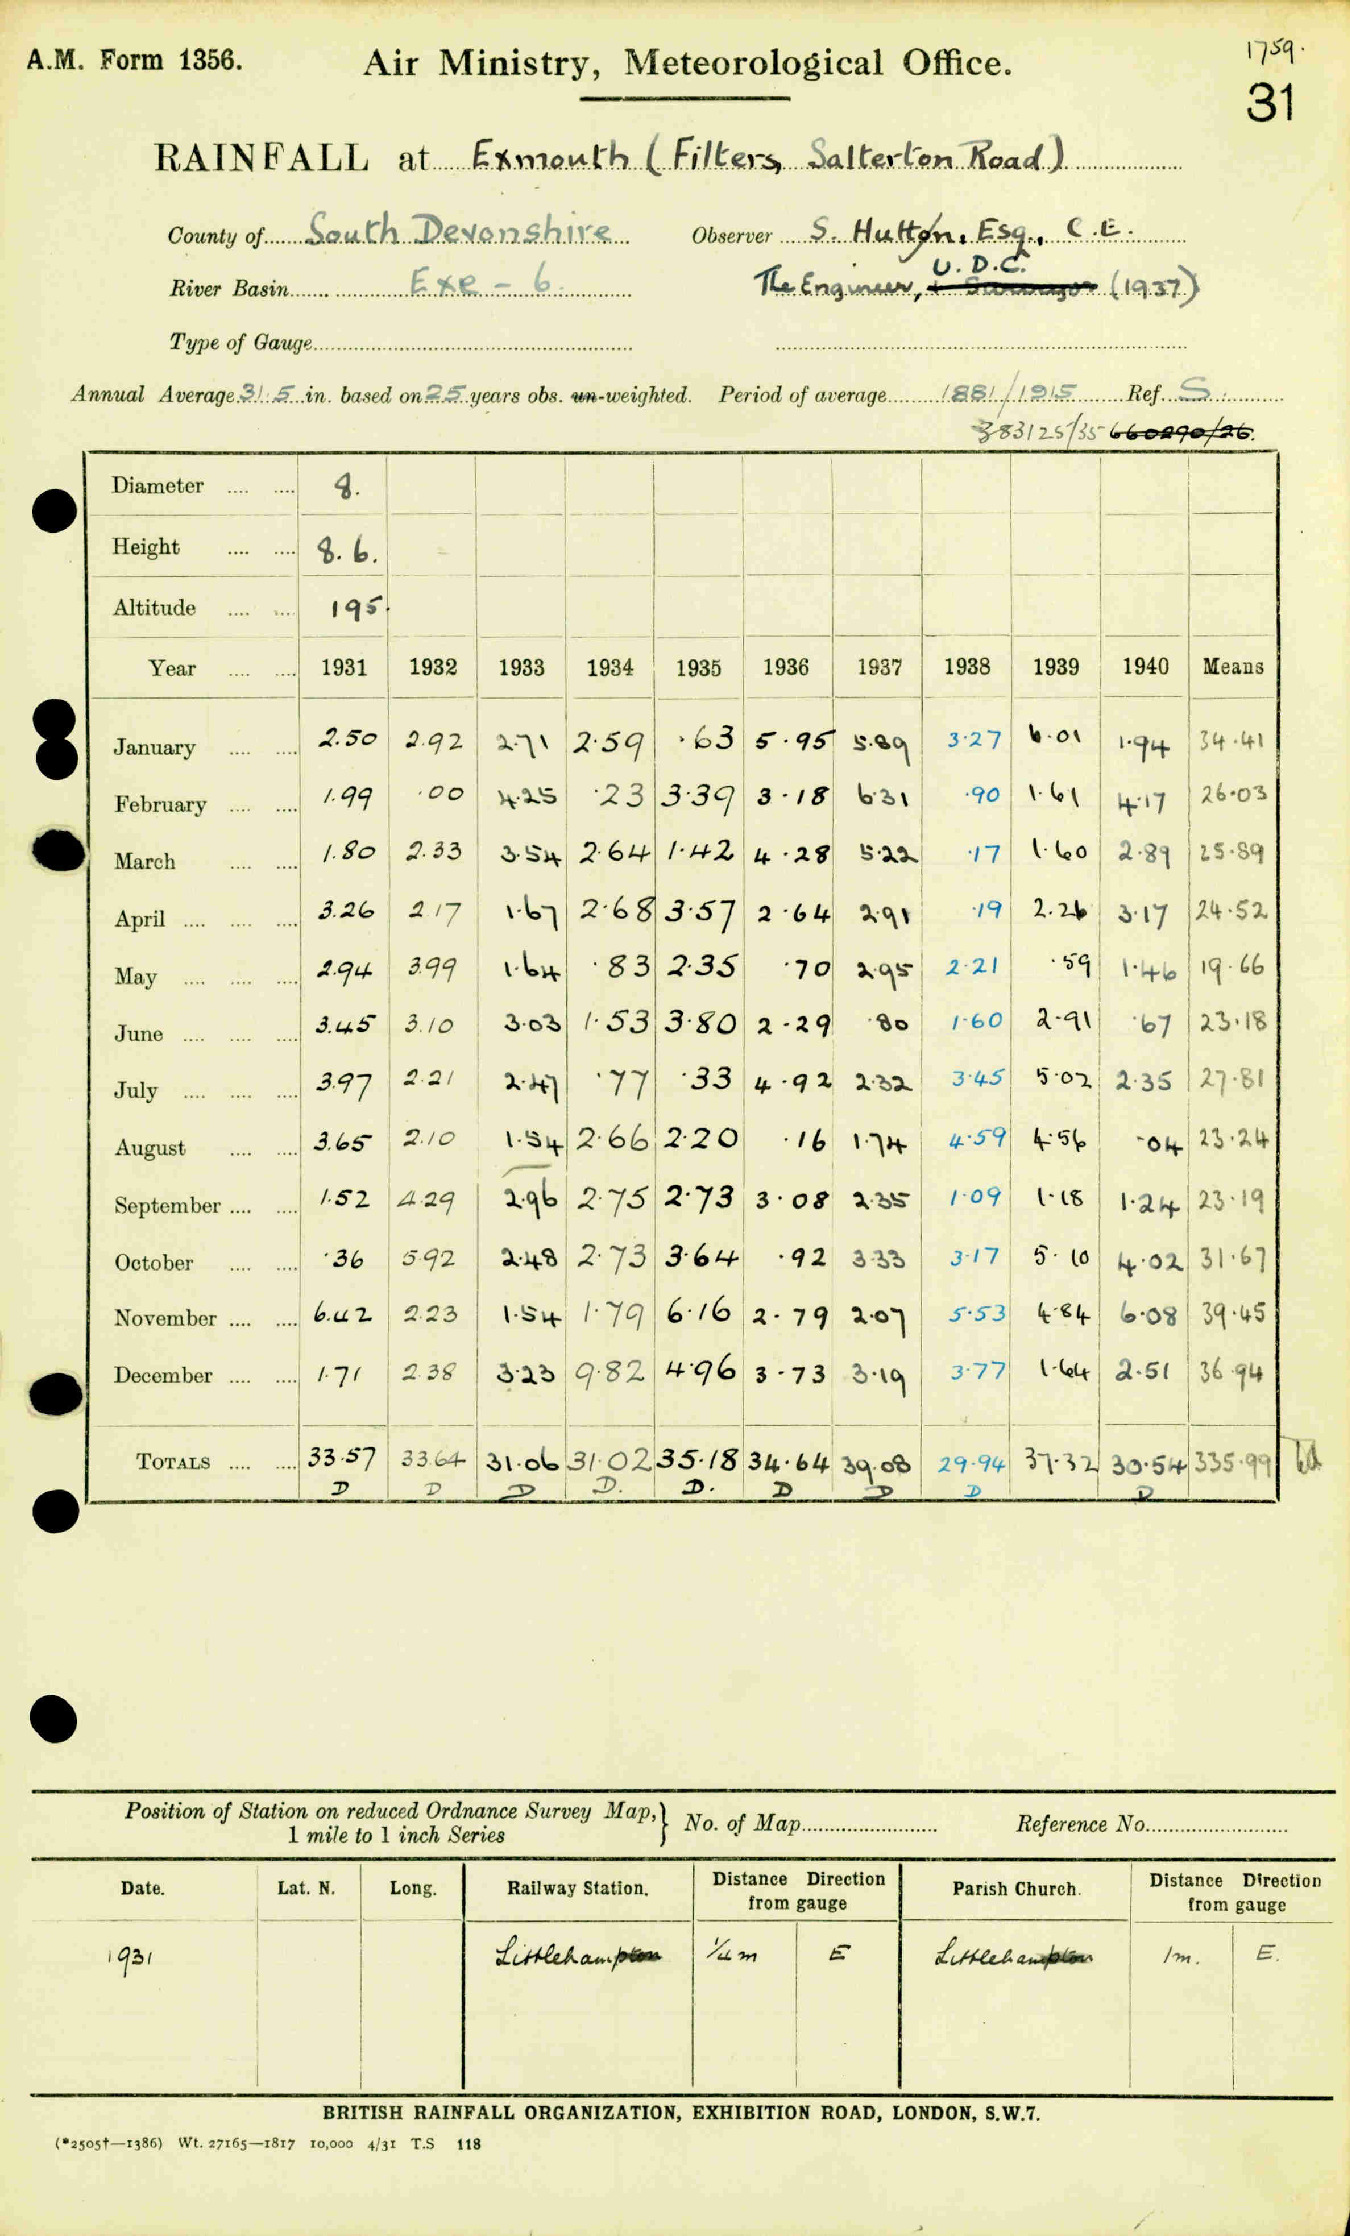 A.M. Form 1356.
Air Ministry, Meteorological Office.
1759.
31
RAINFALL at Exmouth (Filters, Salterton Road)
County of South Devonshire Observer S. Hutton, Esq., C.E.
River Basin Exe - 6. The Engineer, U.D.C. (1937)
Type of Gauge
Annual Average 31.5 in. based on 25 years obs. un-weighted. Period of average 1881/1915 Ref. S.
383125/35 660290/26.
Diameter 8.
Height 8.6.
Altitude 195.
Year 1931 1932 1933 1934 1935 1936 1937 1938 1939 1940 Means
January 2.50 2.92 2.71 2.59 .63 5.95 5.89 3.27 6.01 1.94 34.41
February 1.99 .00 4.25 .23 3.39 3.18 6.31 .90 1.61 4.17 26.03
March 1.80 2.33 3.54 2.64 1.42 4.28 5.22 .17 1.60 2.89 25.89
April 3.26 2.17 1.67 2.68 3.57 2.64 2.91 .19 2.26 3.17 24.52
May 2.94 3.99 1.64 .83 2.35 .70 2.95 2.21 .59 1.46 19.66
June 3.45 3.10 3.03 1.53 3.80 2.29 .80 1.60 2.91 .67 23.18
July 3.97 2.21 2.47 .77 .33 4.92 2.32 3.45 5.02 2.35 27.81
August 3.65 2.10 1.54 2.66 2.20 .16 1.74 4.59 4.56 .04 23.24
September 1.52 4.29 2.96 2.75 2.73 3.08 2.35 1.09 1.18 1.24 23.19
October .36 5.92 2.48 2.73 3.64 .92 3.33 3.17 5.10 4.02 31.67
November 6.42 2.23 1.54 1.79 6.16 2.79 2.07 5.53 4.84 6.08 39.45
December 1.71 2.38 3.23 9.82 4.96 3.73 3.19 3.77 1.64 2.51 36.94
TOTALS 33.57 33.64 31.06 31.02 35.18 34.64 39.08 29.94 37.32 30.54 335.99
D D D D. D. D D D D
Position of Station on reduced Ordnance Survey Map,} No. of Map Reference No.
1 mile to 1 inch Series
Date. Lat. N. Long. Railway Station. Distance Direction from gauge Parish Church. Distance Direction from gauge
1931 Littlehampton 1/4 m E Littlehampton 1m. E.
BRITISH RAINFALL ORGANIZATION, EXHIBITION ROAD, LONDON, S.W.7.
(*2505†—1386) Wt. 27165—1817 10,000 4/31 T.S 118